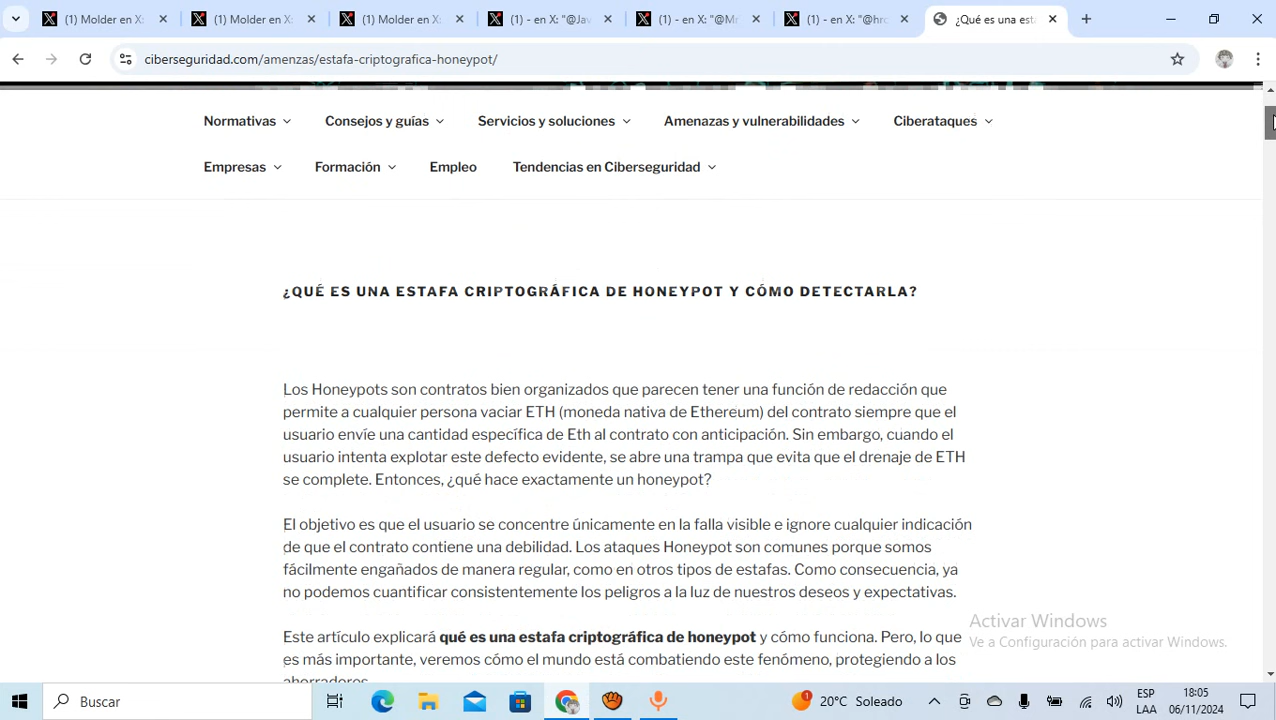 (1) Molder en X:
(1) Molder en X:
(1) Molder en X:
(1) - en X: "@Jav
(1) - en X: "@Mr
(1) - en X: "@hrc
¿Qué es una est
ciberseguridad.com/amenzas/estafa-criptografica-honeypot/
Normativas
Consejos y guías
Servicios y soluciones
Amenazas y vulnerabilidades
Ciberataques
Empresas
Formación
Empleo
Tendencias en Ciberseguridad
¿QUÉ ES UNA ESTAFA CRIPTOGRÁFICA DE HONEYPOT Y CÓMO DETECTARLA?
Los Honeypots son contratos bien organizados que parecen tener una función de redacción que
permite a cualquier persona vaciar ETH (moneda nativa de Ethereum) del contrato siempre que el
usuario envíe una cantidad específica de Eth al contrato con anticipación. Sin embargo, cuando el
usuario intenta explotar este defecto evidente, se abre una trampa que evita que el drenaje de ETH
se complete. Entonces, ¿qué hace exactamente un honeypot?
El objetivo es que el usuario se concentre únicamente en la falla visible e ignore cualquier indicación
de que el contrato contiene una debilidad. Los ataques Honeypot son comunes porque somos
fácilmente engañados de manera regular, como en otros tipos de estafas. Como consecuencia, ya
no podemos cuantificar consistentemente los peligros a la luz de nuestros deseos y expectativas.
Este artículo explicará qué es una estafa criptográfica de honeypot y cómo funciona. Pero, lo que
es más importante, veremos cómo el mundo está combatiendo este fenómeno, protegiendo a los
ahorradores.
Activar Windows
Ve a Configuración para activar Windows.
Buscar
1
20°C Soleado
ESP
LAA
18:05
06/11/2024